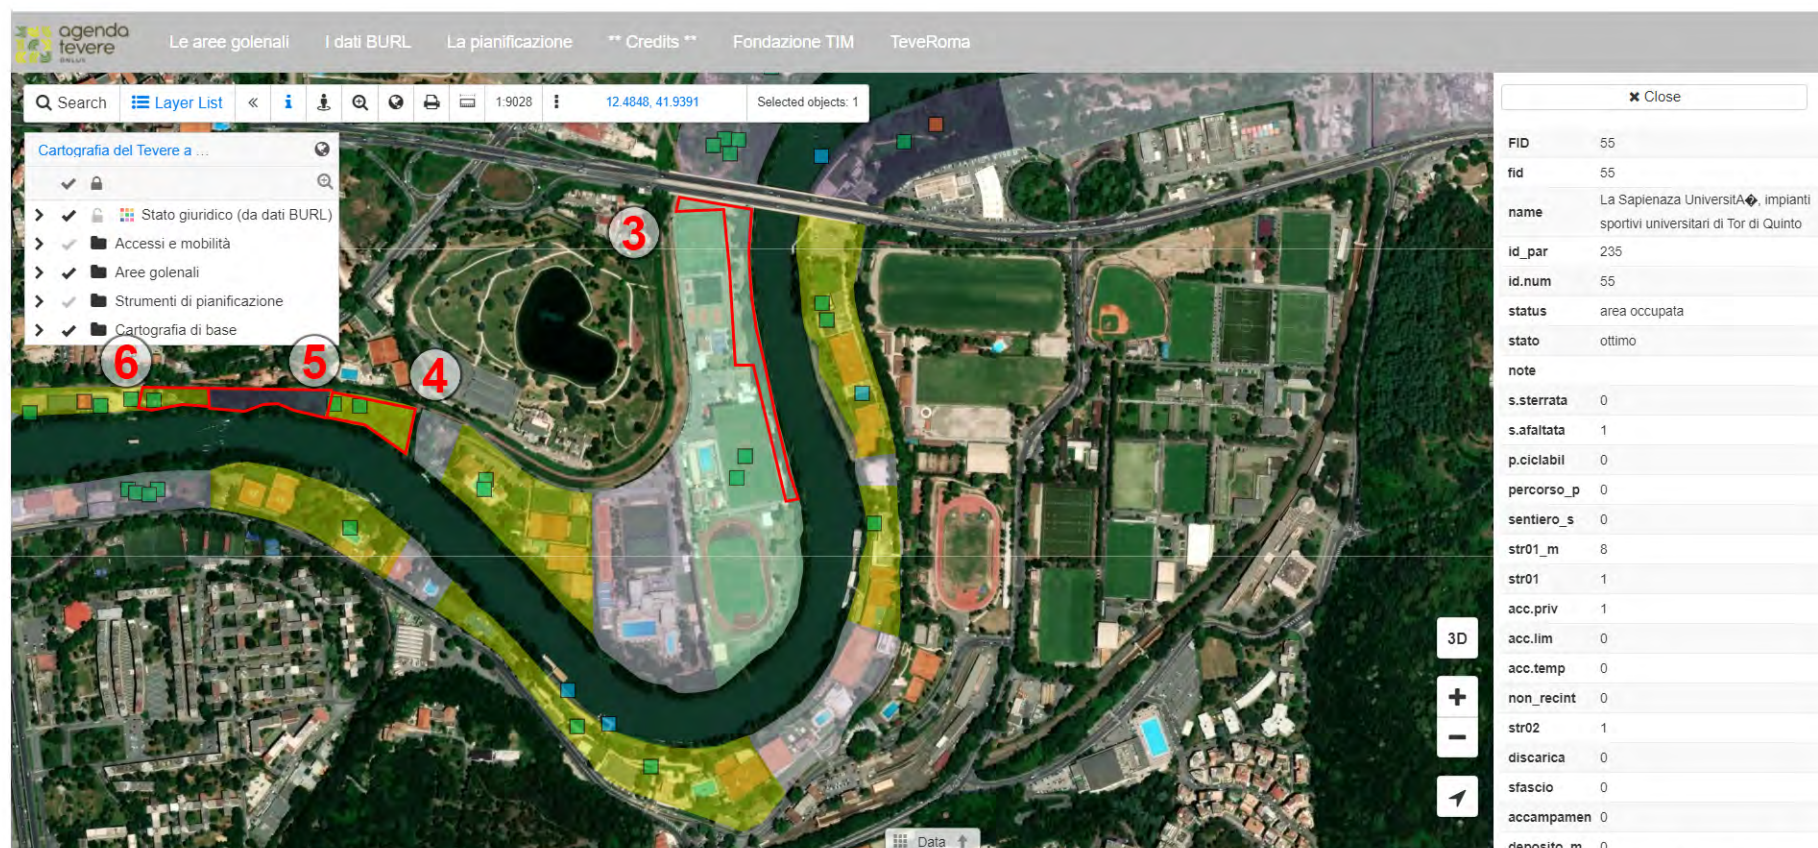 agenda
tevere
ONLUS
Le aree golenali
I dati BURL
La pianificazione
** Credits **
Fondazione TIM
TeveRoma
Search
Layer List
«
i
1:9028
12.4848, 41.9391
Selected objects: 1
Cartografia del Tevere a ...
Stato giuridico (da dati BURL)
Accessi e mobilità
Aree golenali
Strumenti di pianificazione
Cartografia di base
3
4
5
6
3D
+
−
Data
Close
FID 55
fid 55
name La Sapienaza UniversitA�, impianti
sportivi universitari di Tor di Quinto
id_par 235
id.num 55
status area occupata
stato ottimo
note
s.sterrata 0
s.afaltata 1
p.ciclabil 0
percorso_p 0
sentiero_s 0
str01_m 8
str01 1
acc.priv 1
acc.lim 0
acc.temp 0
non_recint 0
str02 1
discarica 0
sfascio 0
accampamen 0
deposito_m 0